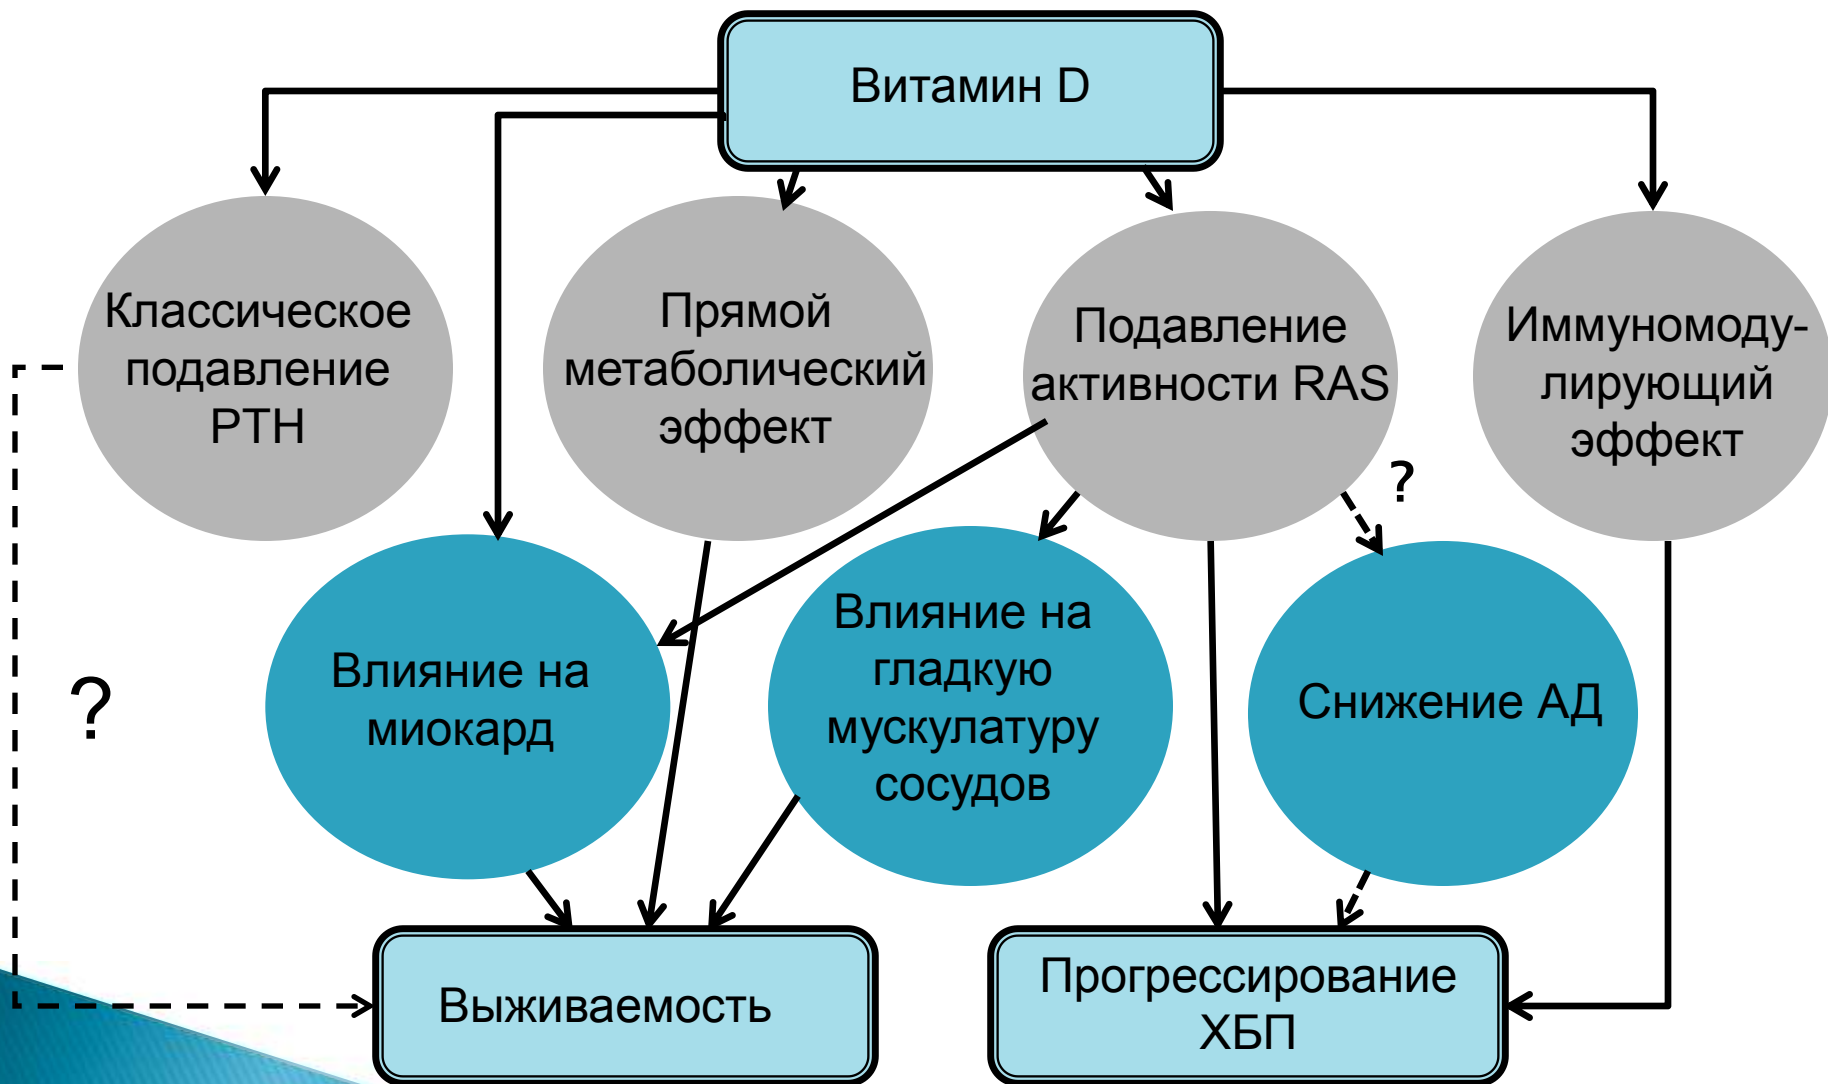 Витамин D
Классическое
подавление
PTH
Прямой
метаболический
эффект
Подавление
активности RAS
Иммуномоду-
лирующий
эффект
?
?
Влияние на
миокард
Влияние на
гладкую
мускулатуру
сосудов
Снижение АД
Выживаемость
Прогрессирование
ХБП